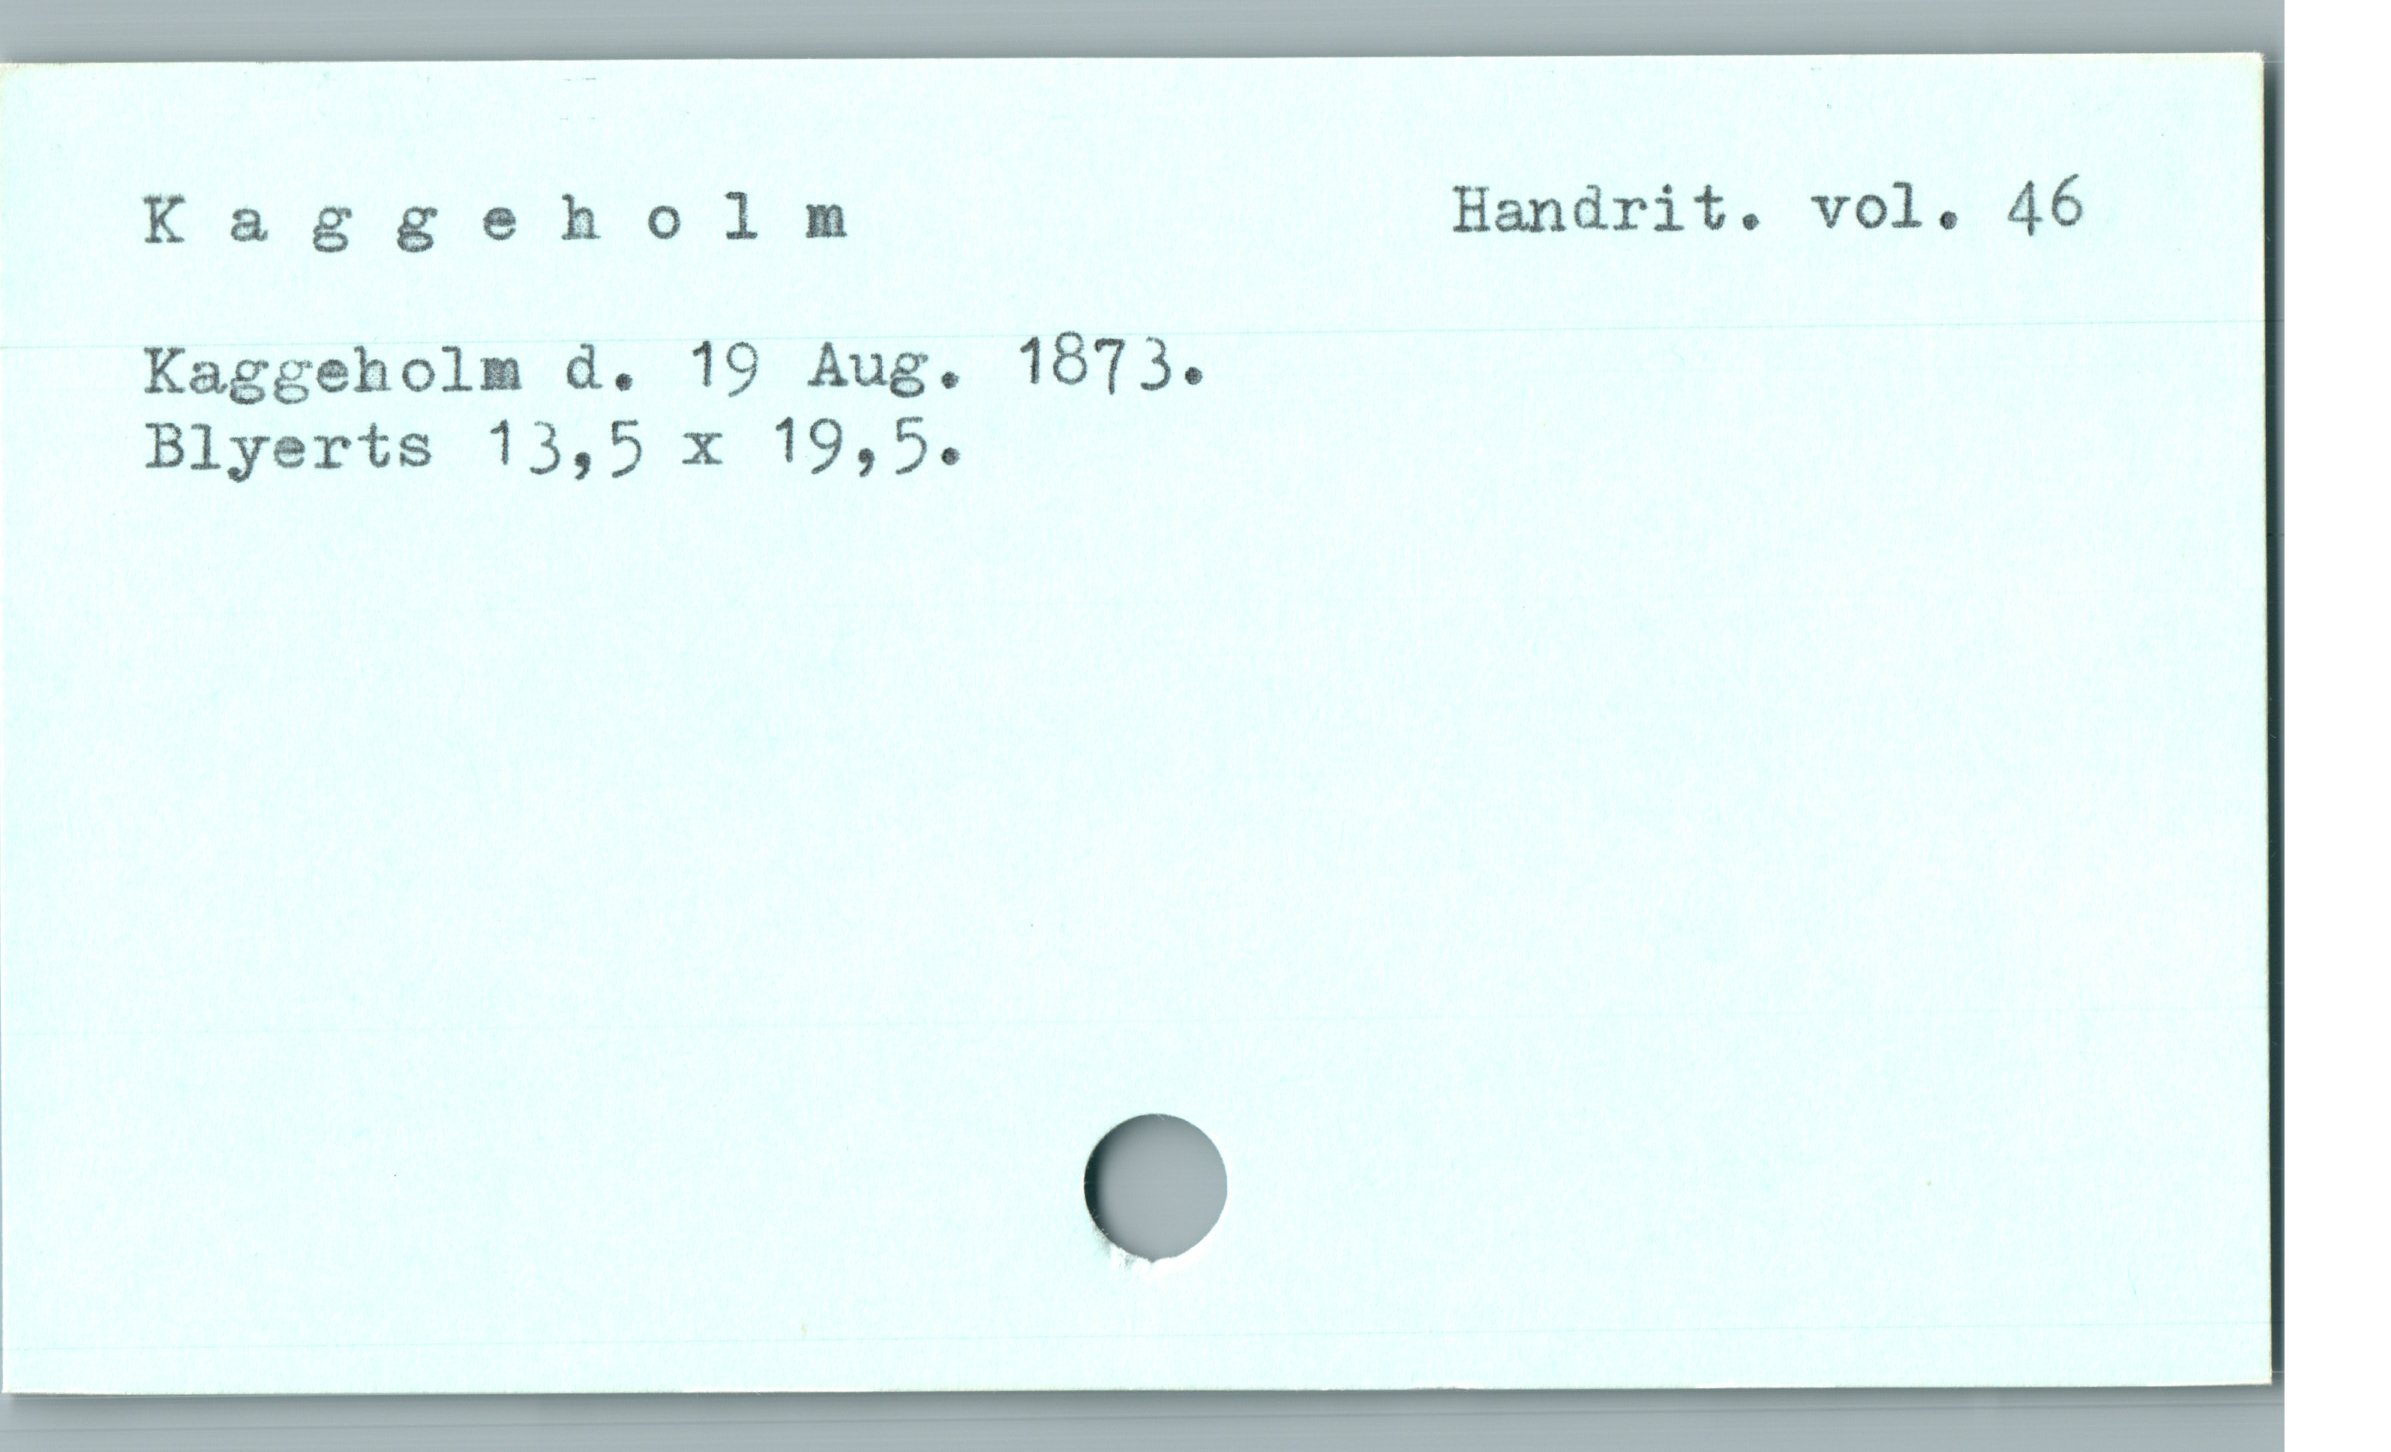 K a g g e h o l m Handrit. vol. 46
Kaggeholm d. 19 Aug. 1873.
Blyerts 13,5 x 19,5.